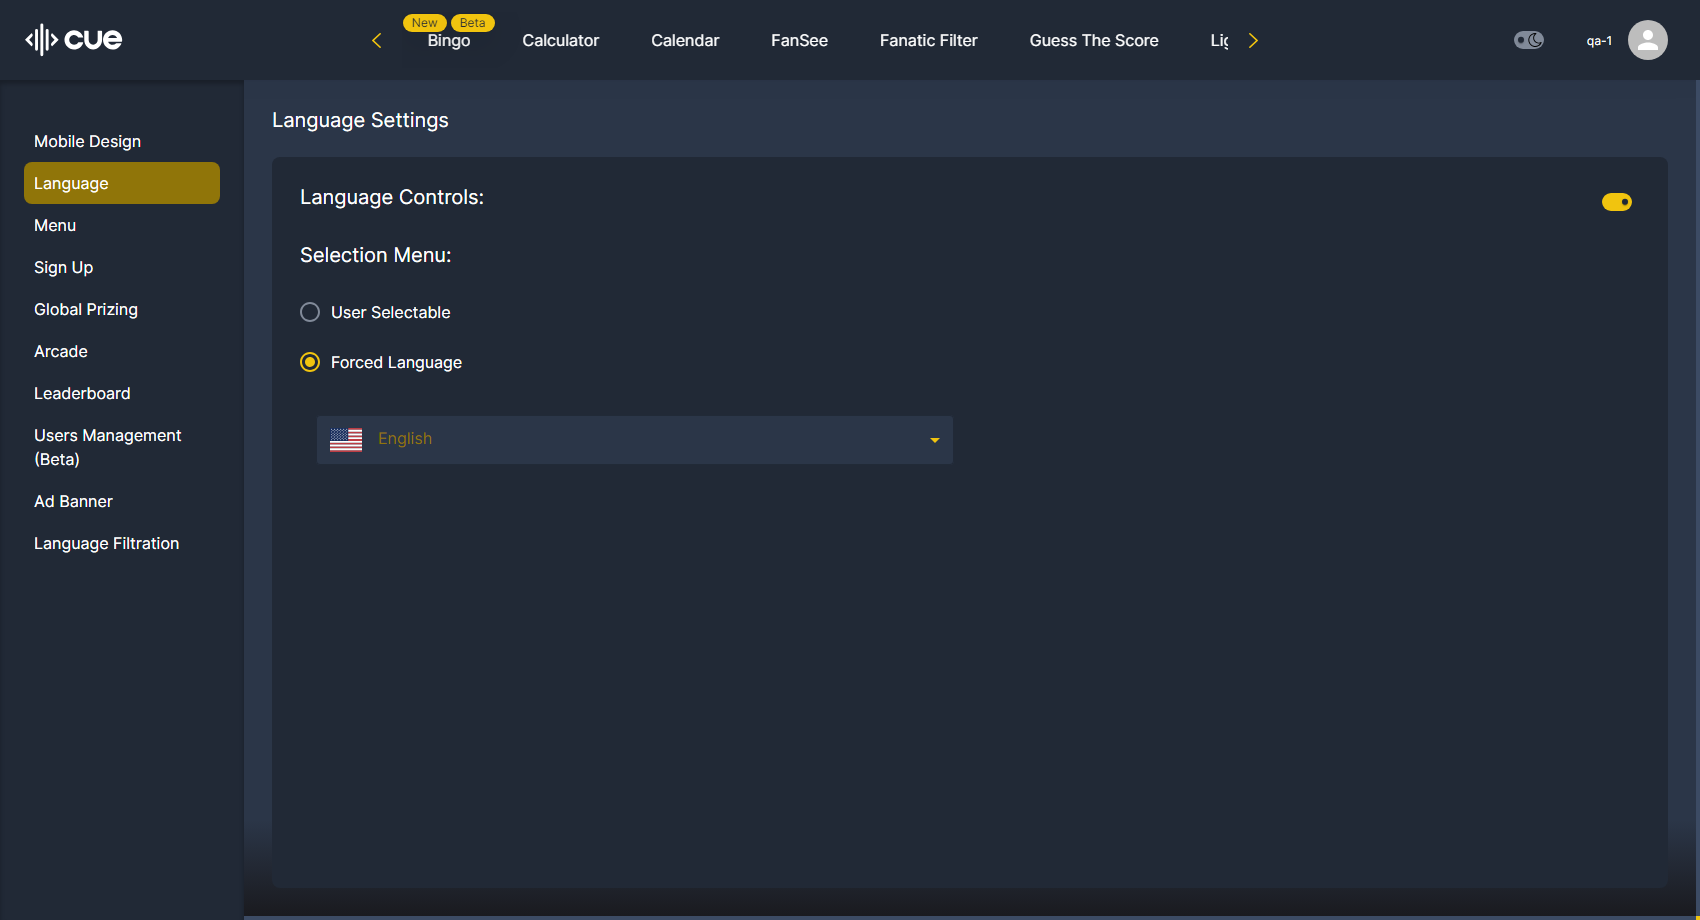 cue
New Beta
Bingo Calculator Calendar FanSee Fanatic Filter Guess The Score
qa-1
Mobile Design
Language
Menu
Sign Up
Global Prizing
Arcade
Leaderboard
Users Management
(Beta)
Ad Banner
Language Filtration
Language Settings
Language Controls:
Selection Menu:
User Selectable
Forced Language
English